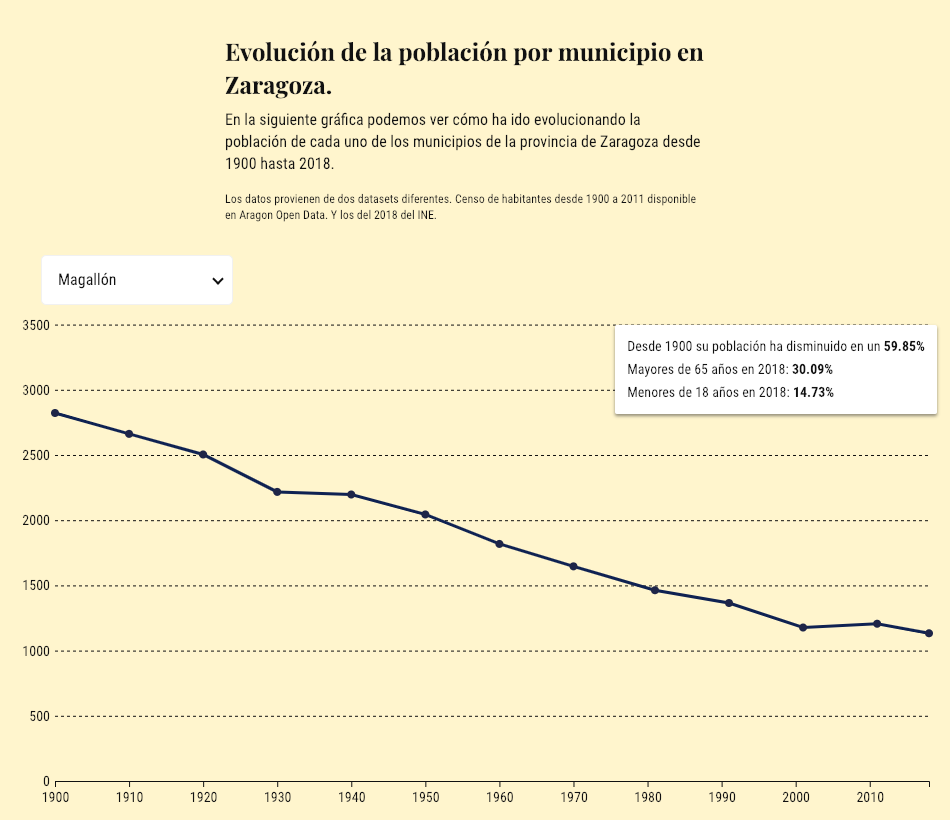 Evolución de la población por municipio en
Zaragoza.
En la siguiente gráfica podemos ver cómo ha ido evolucionando la
población de cada uno de los municipios de la provincia de Zaragoza desde
1900 hasta 2018.
Los datos provienen de dos datasets diferentes. Censo de habitantes desde 1900 a 2011 disponible
en Aragon Open Data. Y los del 2018 del INE.
Magallón
3500
Desde 1900 su población ha disminuido en un 59.85%
Mayores de 65 años en 2018: 30.09%
Menores de 18 años en 2018: 14.73%
3000
2500
2000
1500
1000
500
0
1900 1910 1920 1930 1940 1950 1960 1970 1980 1990 2000 2010